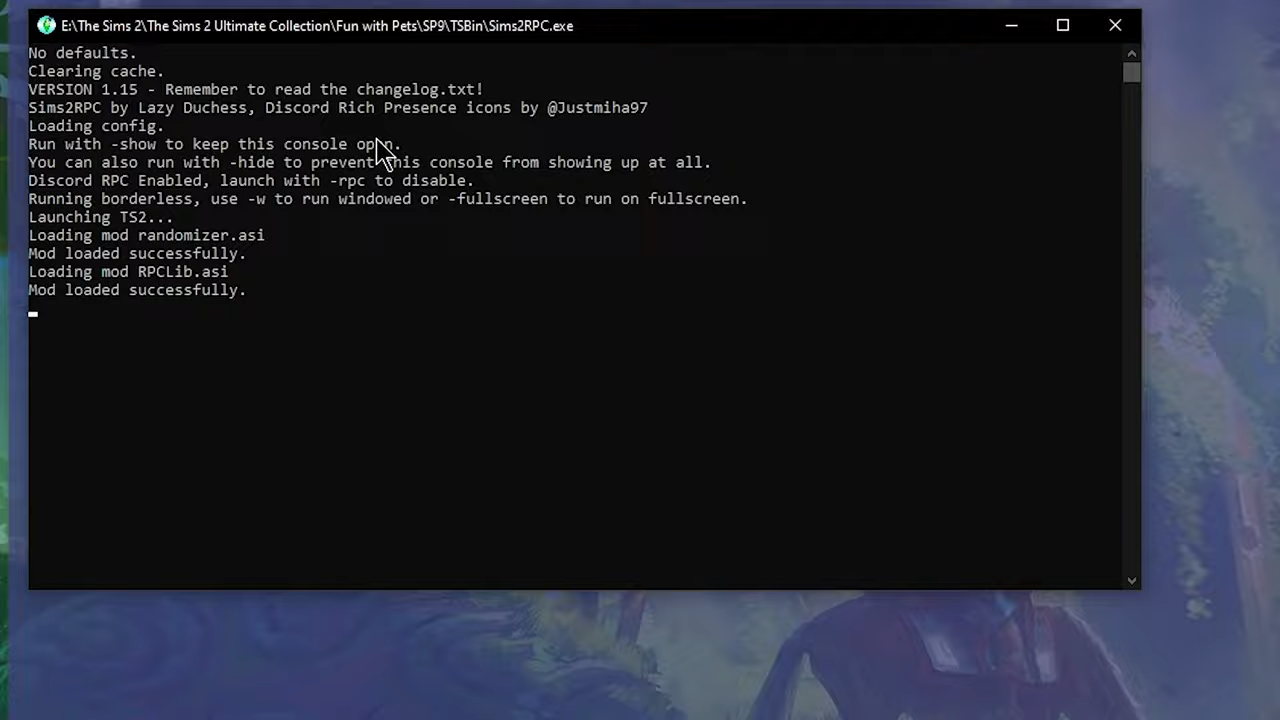 E:\The Sims 2\The Sims 2 Ultimate Collection\Fun with Pets\SP9\TSBin\Sims2RPC.exe
No defaults.
Clearing cache.
VERSION 1.15 - Remember to read the changelog.txt!
Sims2RPC by Lazy Duchess, Discord Rich Presence icons by @Justmiha97
Loading config.
Run with -show to keep this console open.
You can also run with -hide to prevent this console from showing up at all.
Discord RPC Enabled, launch with -rpc to disable.
Running borderless, use -w to run windowed or -fullscreen to run on fullscreen.
Launching TS2...
Loading mod randomizer.asi
Mod loaded successfully.
Loading mod RPCLib.asi
Mod loaded successfully.